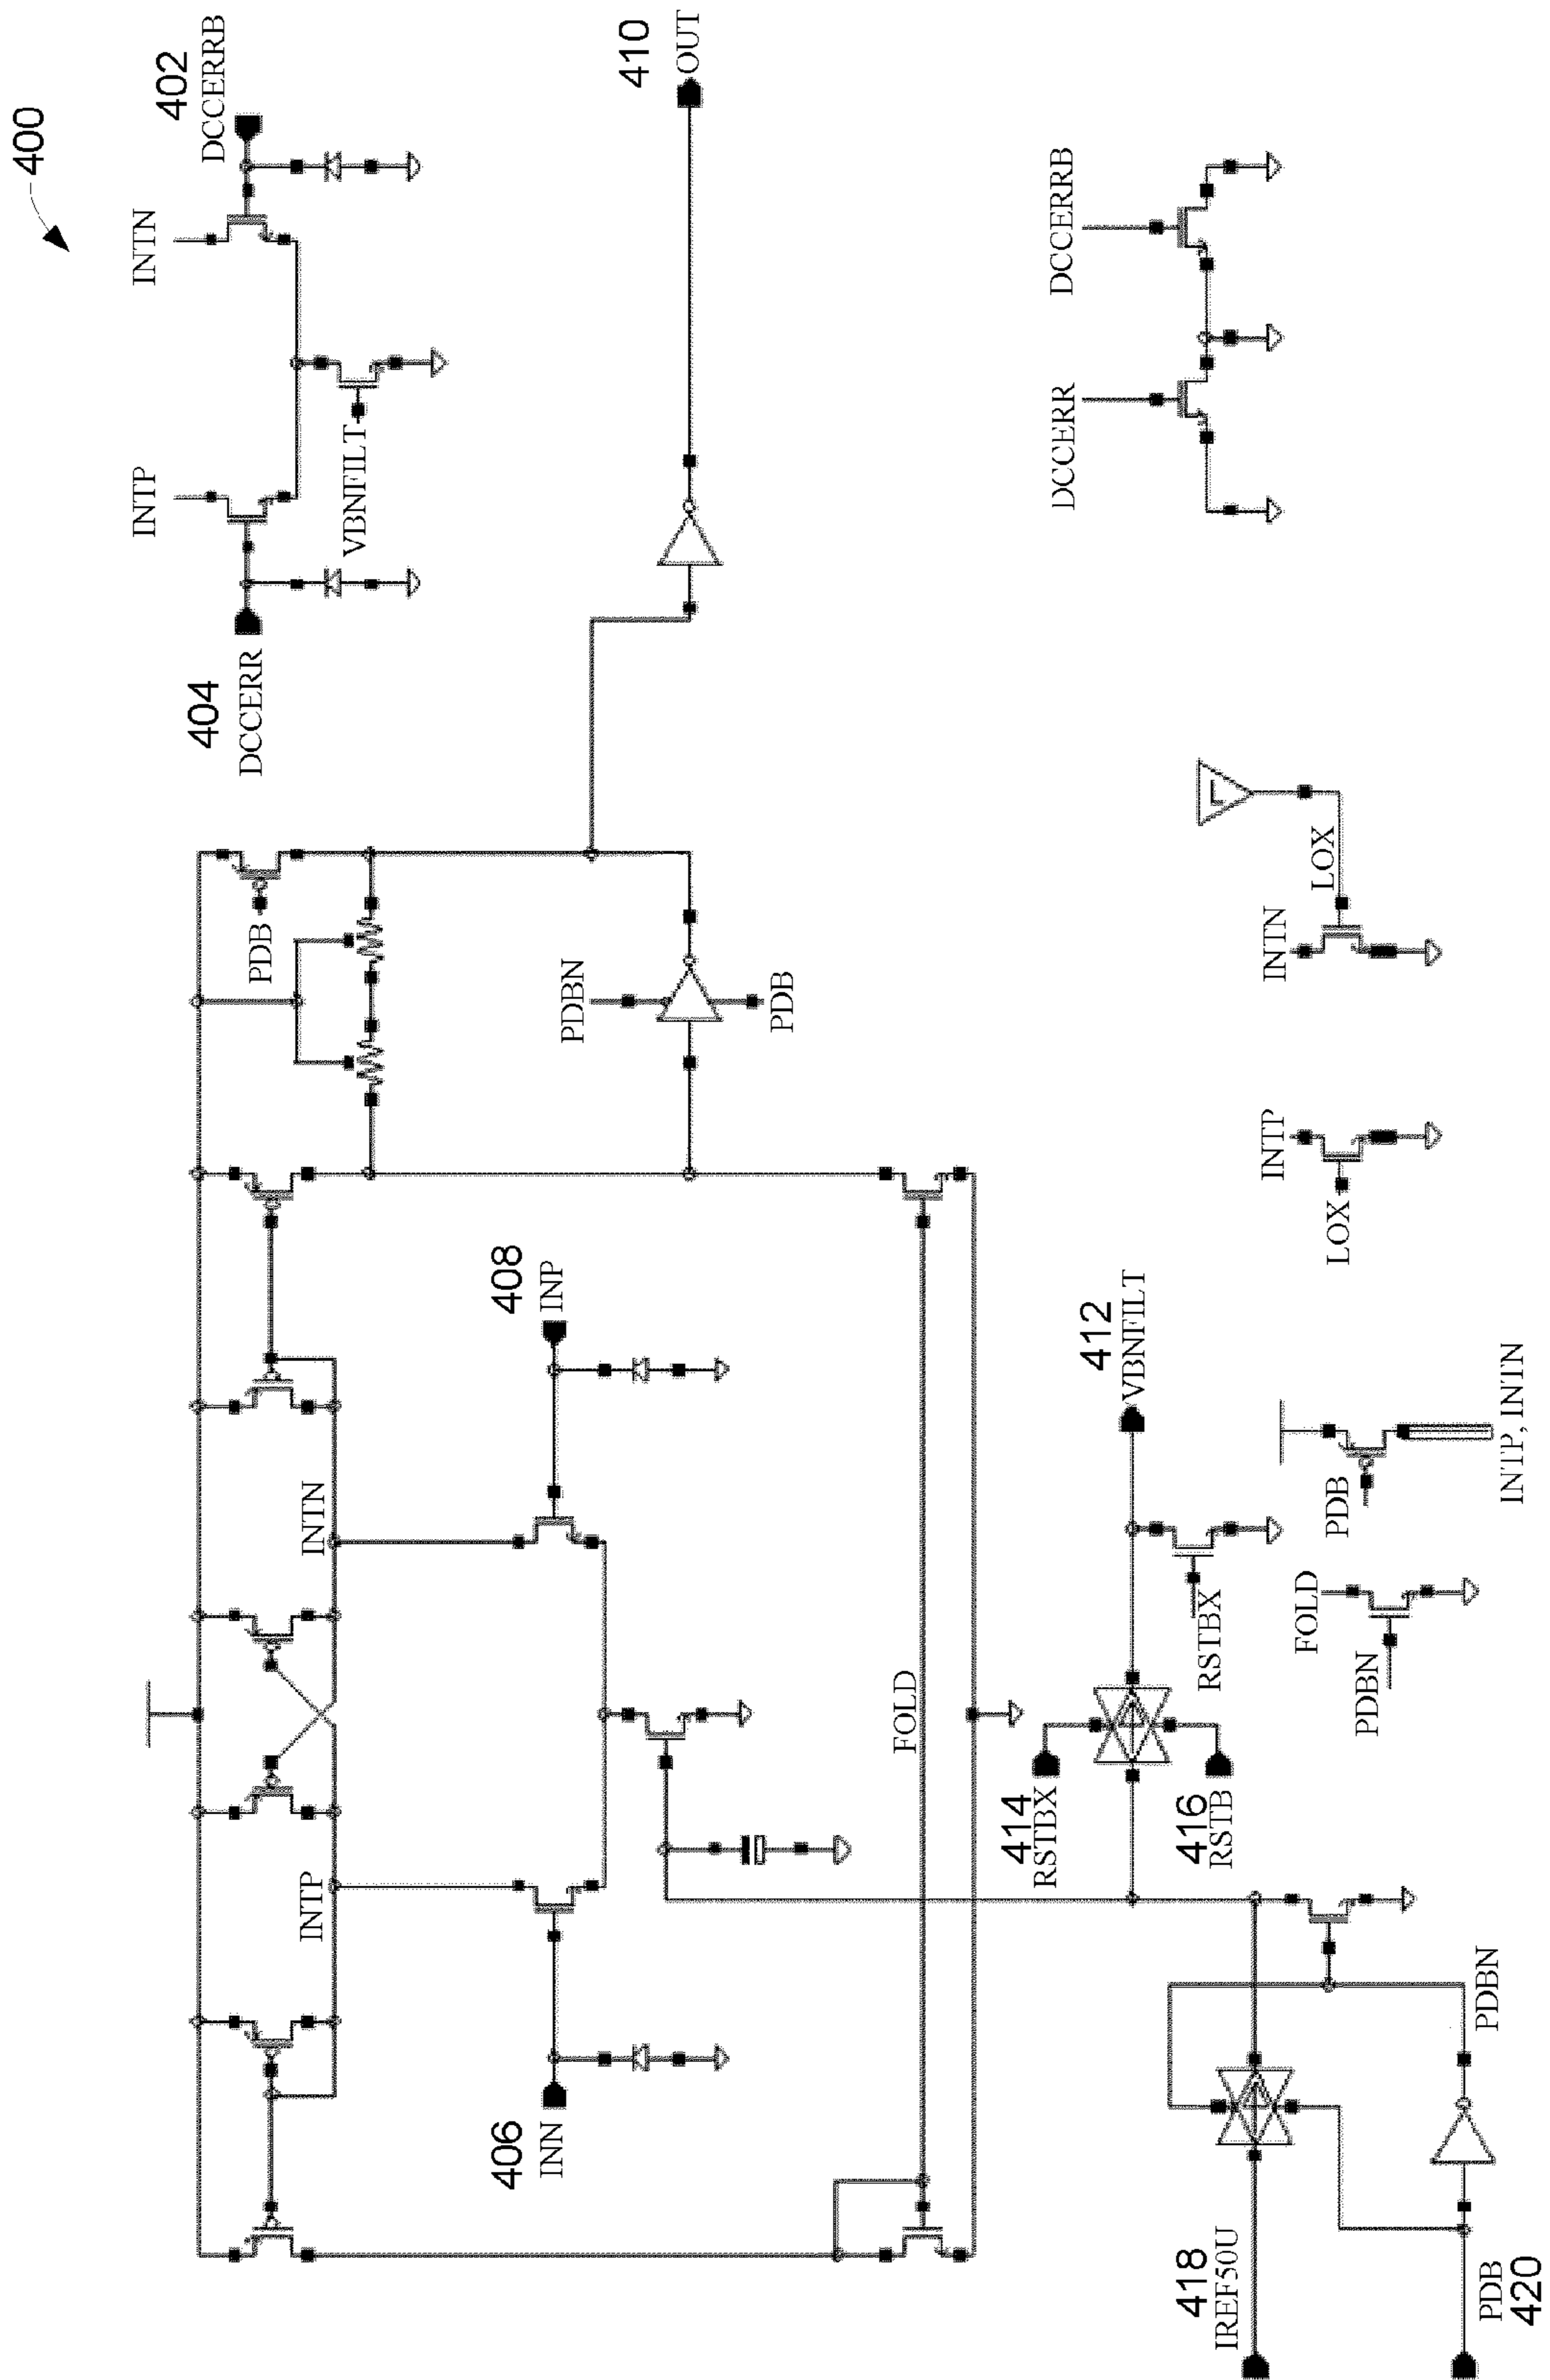 400
402
DCCERRB
INTN
INTP
VBNFILT
404
DCCERR
410
OUT
PDB
PDBN
PDB
INTN
INTP
408
INP
406
INN
FOLD
DCCERRB
DCCERR
LOX
INTN
INTP
LOX
412
VBNFILT
414
RSTBX
416
RSTB
RSTBX
PDB
INTP, INTN
FOLD
PDBN
PDBN
418
IREF50U
PDB
420
L